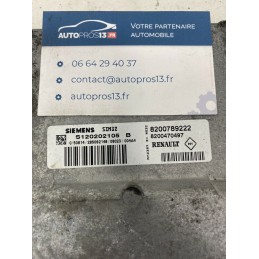 AUTOPROS13.FR
VOTRE PARTENAIRE
AUTOMOBILE
06 64 29 40 37
contact@autopros13.fr
autopros13.fr
SIEMENS SIM32
S120202105 B
8200789222
8200470497
RENAULT